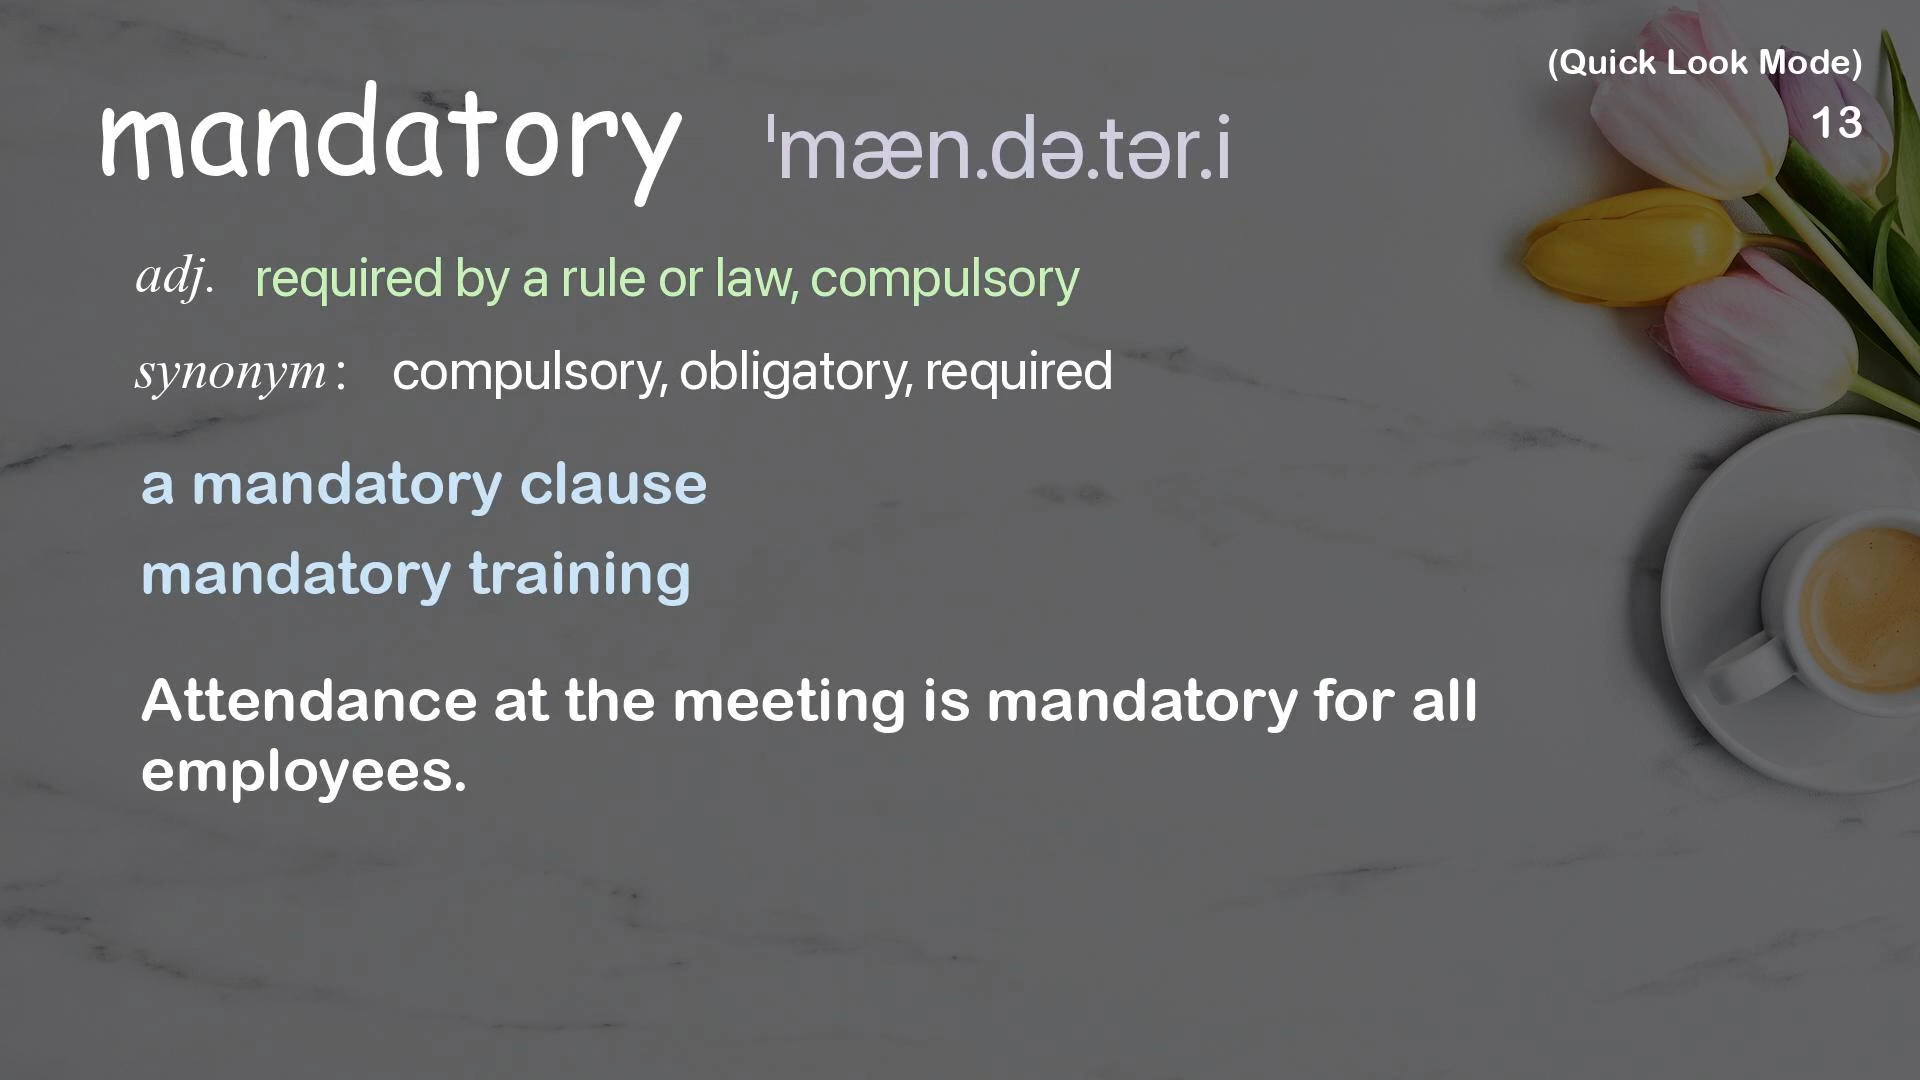 (Quick Look Mode)
13
mandatory ˈmæn.də.tər.i
adj. required by a rule or law, compulsory
synonym : compulsory, obligatory, required
a mandatory clause
mandatory training
Attendance at the meeting is mandatory for all
employees.